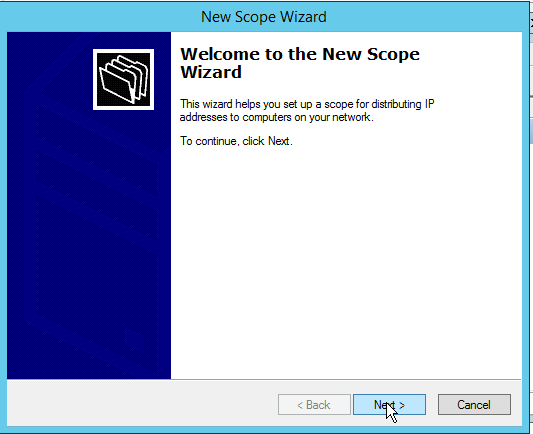 New Scope Wizard
Welcome to the New Scope
Wizard
This wizard helps you set up a scope for distributing IP
addresses to computers on your network.
To continue, click Next.
< Back
Next >
Cancel